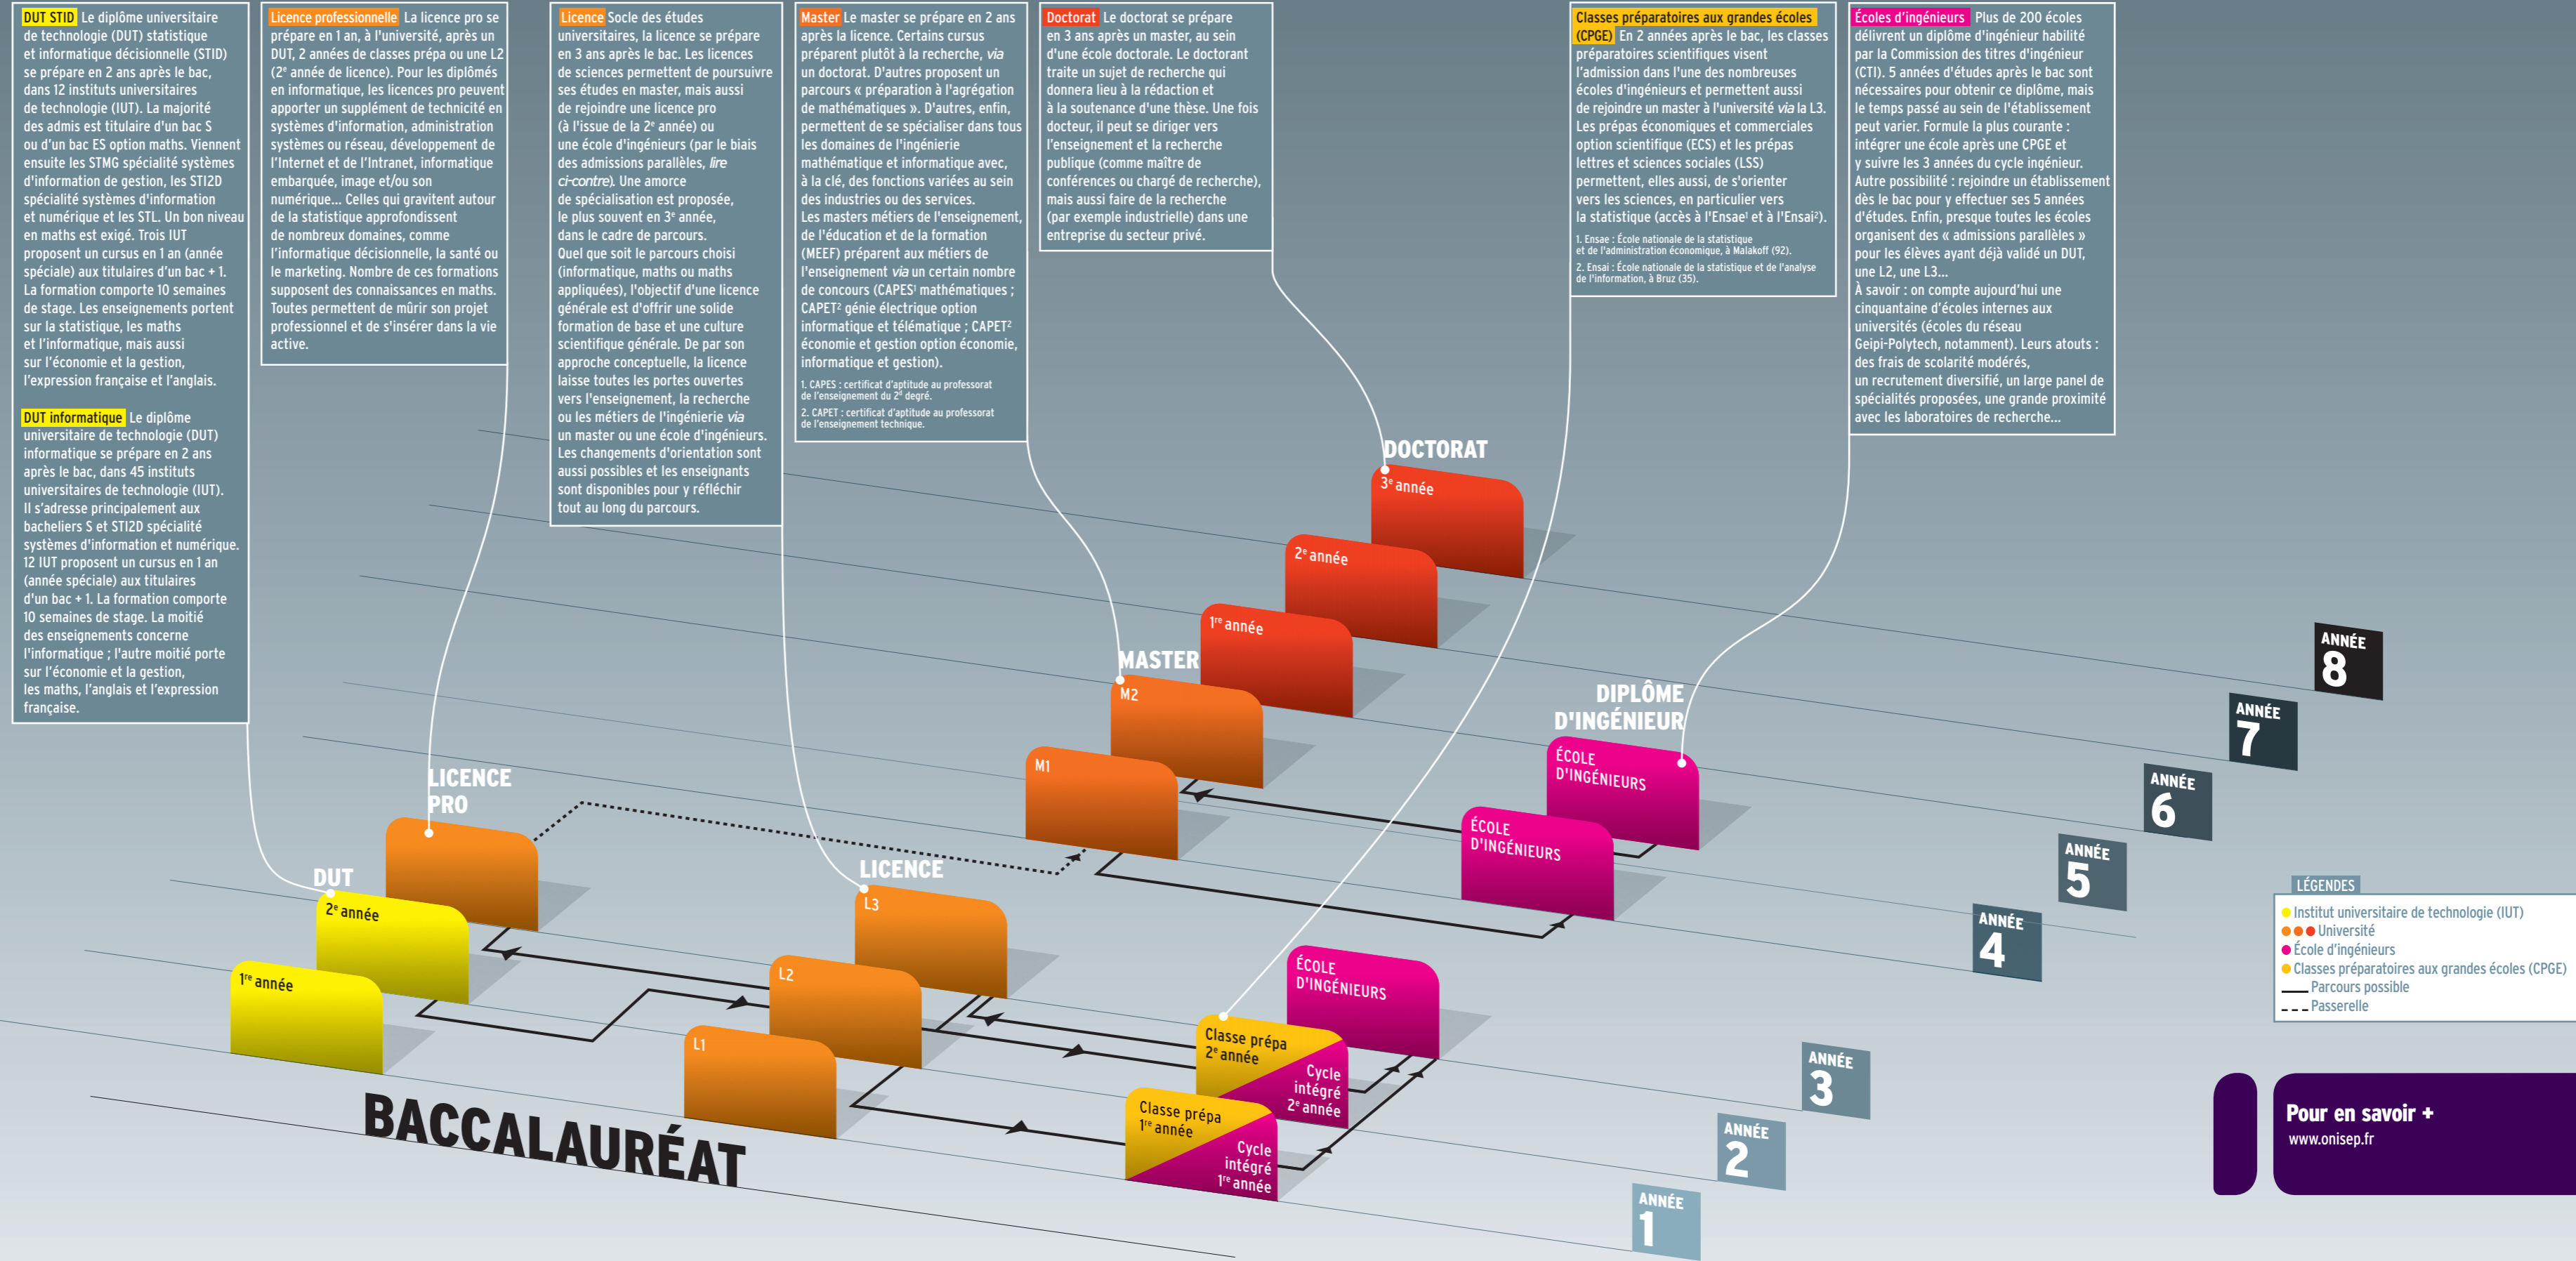 DUT STID Le diplôme universitaire
de technologie (DUT) statistique
et informatique décisionnelle (STID)
se prépare en 2 ans après le bac,
dans 12 instituts universitaires
de technologie (IUT). La majorité
des admis est titulaire d'un bac S
ou d'un bac ES option maths. Viennent
ensuite les STMG spécialité systèmes
d'information de gestion, les STI2D
spécialité systèmes d'information
et numérique et les STL. Un bon niveau
en maths est exigé. Trois IUT
proposent un cursus en 1 an (année
spéciale) aux titulaires d'un bac + 1.
La formation comporte 10 semaines
de stage. Les enseignements portent
sur la statistique, les maths
et l'informatique, mais aussi
sur l'économie et la gestion,
l'expression française et l'anglais.
DUT informatique Le diplôme
universitaire de technologie (DUT)
informatique se prépare en 2 ans
après le bac, dans 45 instituts
universitaires de technologie (IUT).
Il s'adresse principalement aux
bacheliers S et STI2D spécialité
systèmes d'information et numérique.
12 IUT proposent un cursus en 1 an
(année spéciale) aux titulaires
d'un bac + 1. La formation comporte
10 semaines de stage. La moitié
des enseignements concerne
l'informatique ; l'autre moitié porte
sur l'économie et la gestion,
les maths, l'anglais et l'expression
française.
Licence professionnelle La licence pro se
prépare en 1 an, à l'université, après un
DUT, 2 années de classes prépa ou une L2
(2e année de licence). Pour les diplômés
en informatique, les licences pro peuvent
apporter un supplément de technicité en
systèmes d'information, administration
systèmes ou réseau, développement de
l'Internet et de l'Intranet, informatique
embarquée, image et/ou son
numérique... Celles qui gravitent autour
de la statistique approfondissent
de nombreux domaines, comme
l'informatique décisionnelle, la santé ou
le marketing. Nombre de ces formations
supposent des connaissances en maths.
Toutes permettent de mûrir son projet
professionnel et de s'insérer dans la vie
active.
Licence Socle des études
universitaires, la licence se prépare
en 3 ans après le bac. Les licences
de sciences permettent de poursuivre
ses études en master, mais aussi
de rejoindre une licence pro
(à l'issue de la 2e année) ou
une école d'ingénieurs (par le biais
des admissions parallèles, lire
ci-contre). Une amorce
de spécialisation est proposée,
le plus souvent en 3e année,
dans le cadre de parcours.
Quel que soit le parcours choisi
(informatique, maths ou maths
appliquées), l'objectif d'une licence
générale est d'offrir une solide
formation de base et une culture
scientifique générale. De par son
approche conceptuelle, la licence
laisse toutes les portes ouvertes
vers l'enseignement, la recherche
ou les métiers de l'ingénierie via
un master ou une école d'ingénieurs.
Les changements d'orientation sont
aussi possibles et les enseignants
sont disponibles pour y réfléchir
tout au long du parcours.
Master Le master se prépare en 2 ans
après la licence. Certains cursus
préparent plutôt à la recherche, via
un doctorat. D'autres proposent un
parcours « préparation à l'agrégation
de mathématiques ». D'autres, enfin,
permettent de se spécialiser dans tous
les domaines de l'ingénierie
mathématique et informatique avec,
à la clé, des fonctions variées au sein
des industries ou des services.
Les masters métiers de l'enseignement,
de l'éducation et de la formation
(MEEF) préparent aux métiers de
l'enseignement via un certain nombre
de concours (CAPES1 mathématiques ;
CAPET2 génie électrique option
informatique et télématique ; CAPET2
économie et gestion option économie,
informatique et gestion).
1. CAPES : certificat d'aptitude au professorat
de l'enseignement du 2d degré.
2. CAPET : certificat d'aptitude au professorat
de l'enseignement technique.
Doctorat Le doctorat se prépare
en 3 ans après un master, au sein
d'une école doctorale. Le doctorant
traite un sujet de recherche qui
donnera lieu à la rédaction et
à la soutenance d'une thèse. Une fois
docteur, il peut se diriger vers
l'enseignement et la recherche
publique (comme maître de
conférences ou chargé de recherche),
mais aussi faire de la recherche
(par exemple industrielle) dans une
entreprise du secteur privé.
Classes préparatoires aux grandes écoles
(CPGE) En 2 années après le bac, les classes
préparatoires scientifiques visent
l'admission dans l'une des nombreuses
écoles d'ingénieurs et permettent aussi
de rejoindre un master à l'université via la L3.
Les prépas économiques et commerciales
option scientifique (ECS) et les prépas
lettres et sciences sociales (LSS)
permettent, elles aussi, de s'orienter
vers les sciences, en particulier vers
la statistique (accès à l'Ensae1 et à l'Ensai2).
1. Ensae : École nationale de la statistique
et de l'administration économique, à Malakoff (92).
2. Ensai : École nationale de la statistique et de l'analyse
de l'information, à Bruz (35).
Écoles d'ingénieurs Plus de 200 écoles
délivrent un diplôme d'ingénieur habilité
par la Commission des titres d'ingénieur
(CTI). 5 années d'études après le bac sont
nécessaires pour obtenir ce diplôme, mais
le temps passé au sein de l'établissement
peut varier. Formule la plus courante :
intégrer une école après une CPGE et
y suivre les 3 années du cycle ingénieur.
Autre possibilité : rejoindre un établissement
dès le bac pour y effectuer ses 5 années
d'études. Enfin, presque toutes les écoles
organisent des « admissions parallèles »
pour les élèves ayant déjà validé un DUT,
une L2, une L3...
À savoir : on compte aujourd'hui une
cinquantaine d'écoles internes aux
universités (écoles du réseau
Geipi-Polytech, notamment). Leurs atouts :
des frais de scolarité modérés,
un recrutement diversifié, un large panel de
spécialités proposées, une grande proximité
avec les laboratoires de recherche...
DOCTORAT
3e année
2e année
1re année
MASTER
M2
M1
DIPLÔME
D'INGÉNIEUR
ÉCOLE
D'INGÉNIEURS
ÉCOLE
D'INGÉNIEURS
LICENCE
PRO
DUT
2e année
1re année
LICENCE
L3
L2
L1
ÉCOLE
D'INGÉNIEURS
Classe prépa
2e année
Cycle
intégré
2e année
Classe prépa
1re année
Cycle
intégré
1re année
BACCALAURÉAT
ANNÉE
8
ANNÉE
7
ANNÉE
6
ANNÉE
5
ANNÉE
4
ANNÉE
3
ANNÉE
2
ANNÉE
1
LÉGENDES
Institut universitaire de technologie (IUT)
Université
École d'ingénieurs
Classes préparatoires aux grandes écoles (CPGE)
Parcours possible
Passerelle
Pour en savoir +
www.onisep.fr